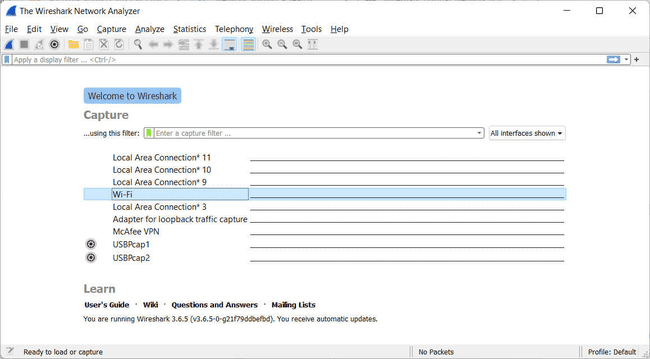 The Wireshark Network Analyzer
File Edit View Go Capture Analyze Statistics Telephony Wireless Tools Help
Apply a display filter ... <Ctrl-/>
Welcome to Wireshark
Capture
...using this filter: Enter a capture filter ... All interfaces shown
Local Area Connection* 11
Local Area Connection* 10
Local Area Connection* 9
Wi-Fi
Local Area Connection* 3
Adapter for loopback traffic capture
McAfee VPN
USBPcap1
USBPcap2
Learn
User's Guide · Wiki · Questions and Answers · Mailing Lists
You are running Wireshark 3.6.5 (v3.6.5-0-g21f79ddbefbd). You receive automatic updates.
Ready to load or capture No Packets Profile: Default